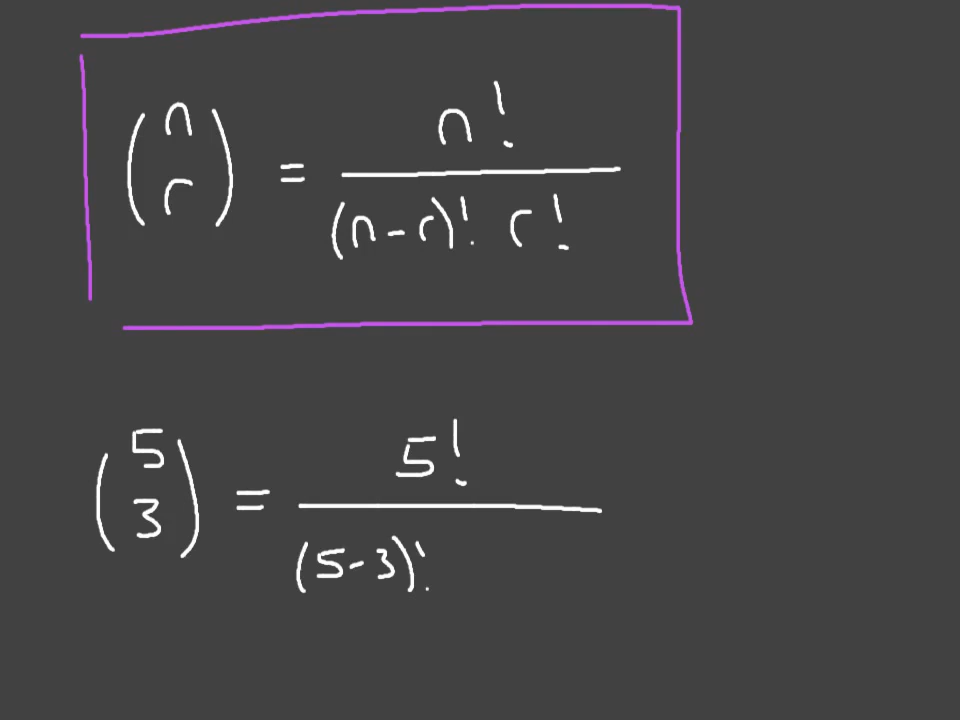 (n r) = n! / (n-r)! r!
(5 3) = 5! / (5-3)!